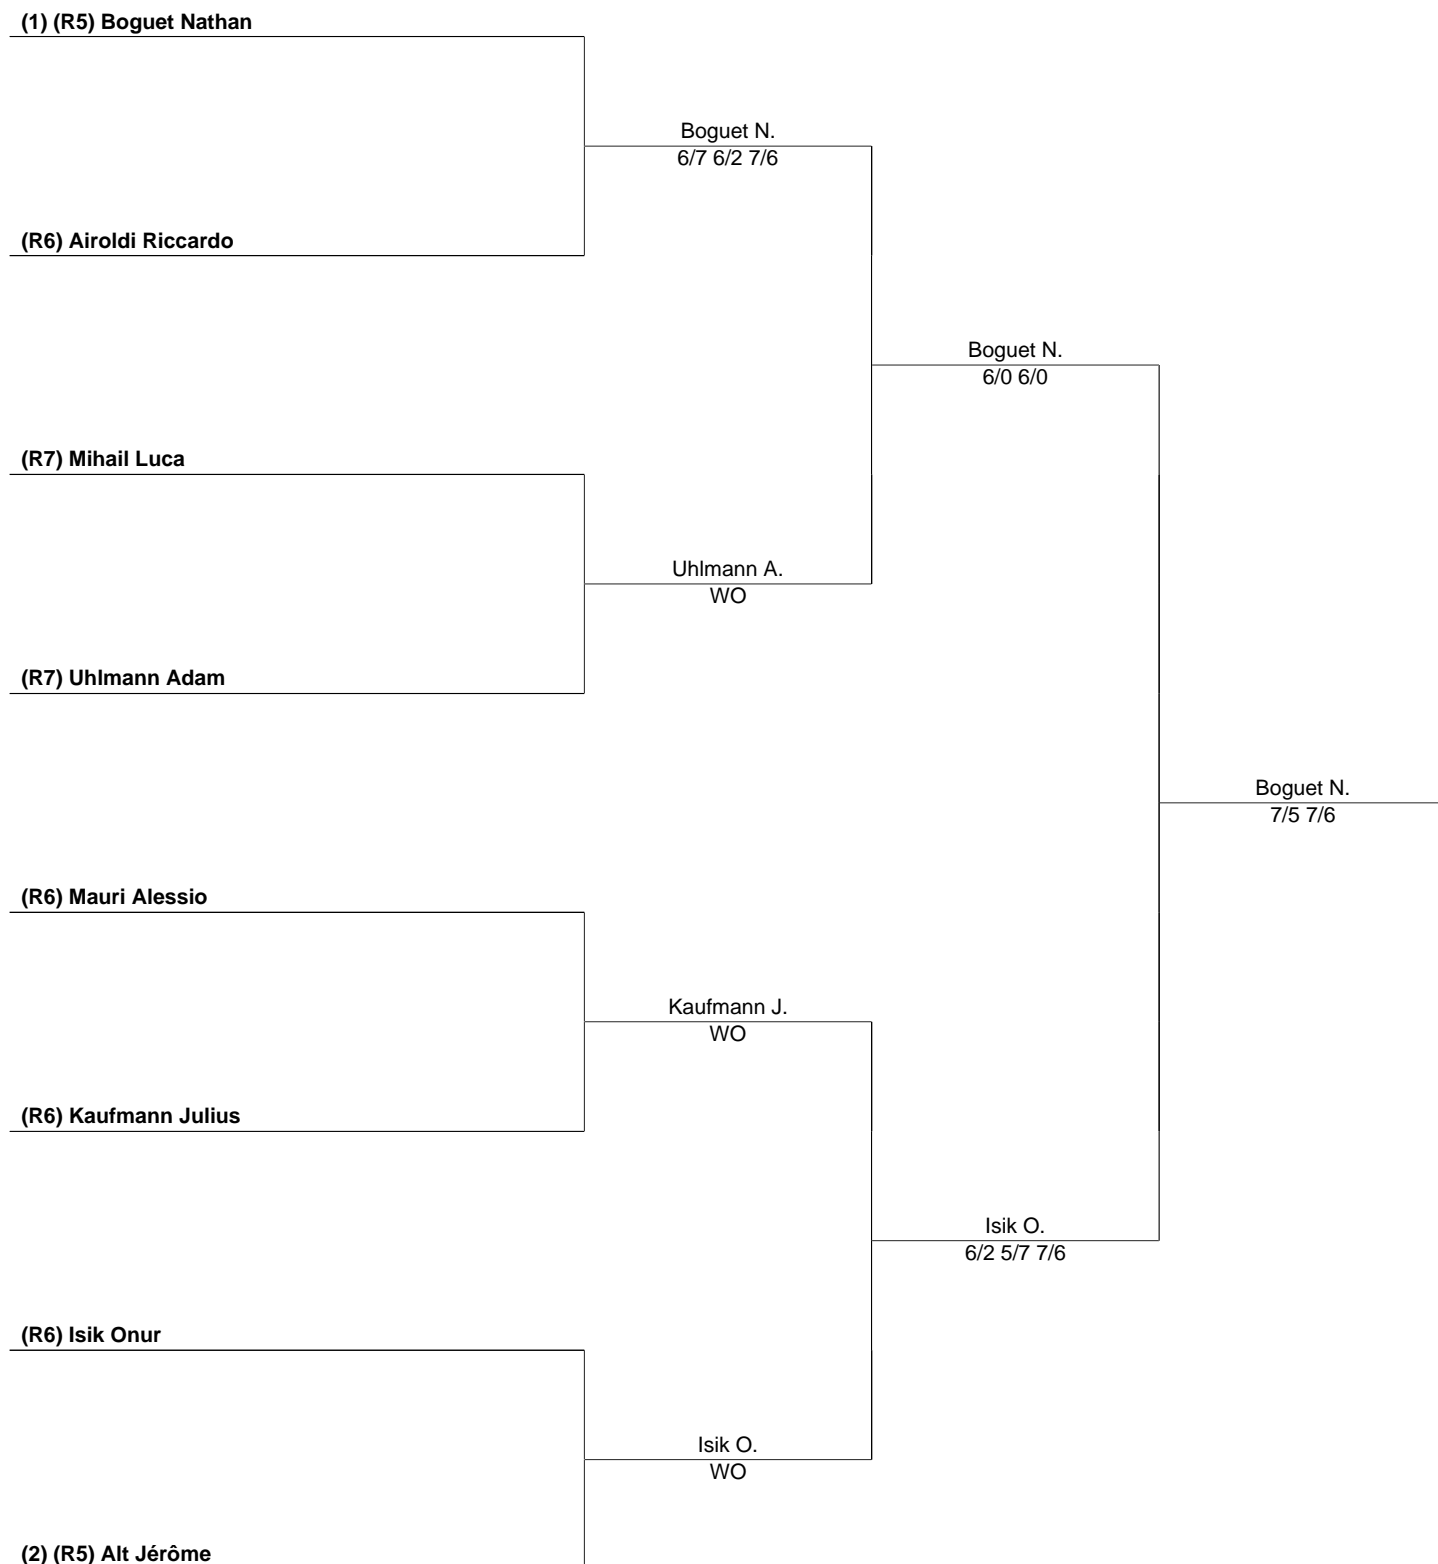 (1) (R5) Boguet Nathan
Boguet N.
6/7 6/2 7/6
(R6) Airoldi Riccardo
Boguet N.
6/0 6/0
(R7) Mihail Luca
Uhlmann A.
WO
(R7) Uhlmann Adam
Boguet N.
7/5 7/6
(R6) Mauri Alessio
Kaufmann J.
WO
(R6) Kaufmann Julius
Isik O.
6/2 5/7 7/6
(R6) Isik Onur
Isik O.
WO
(2) (R5) Alt Jérôme